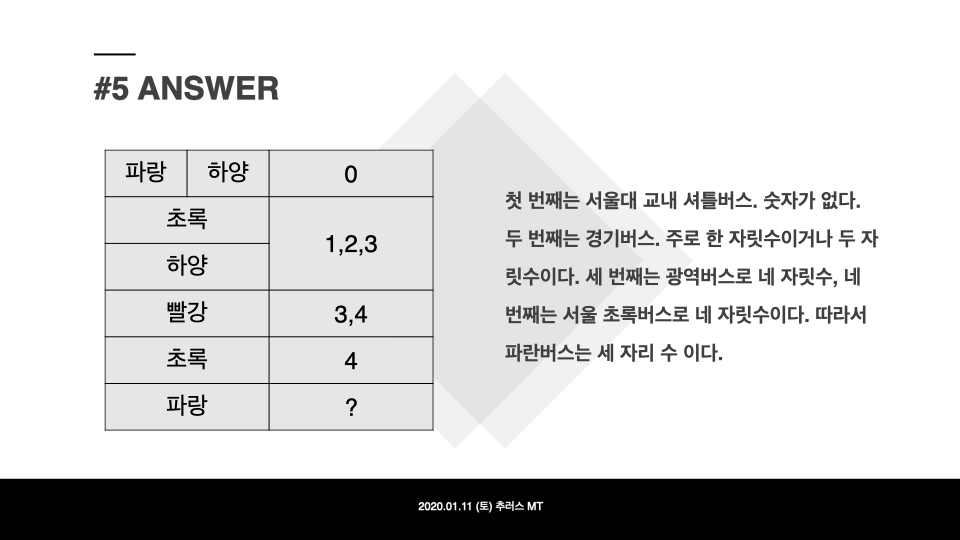 #5 ANSWER
파랑 하양 0
초록
1,2,3
하양
빨강 3,4
초록 4
파랑 ?
첫 번째는 서울대 교내 셔틀버스. 숫자가 없다.
두 번째는 경기버스. 주로 한 자릿수이거나 두 자
릿수이다. 세 번째는 광역버스로 네 자릿수, 네
번째는 서울 초록버스로 네 자릿수이다. 따라서
파란버스는 세 자리 수 이다.
2020.01.11 (토) 추러스 MT